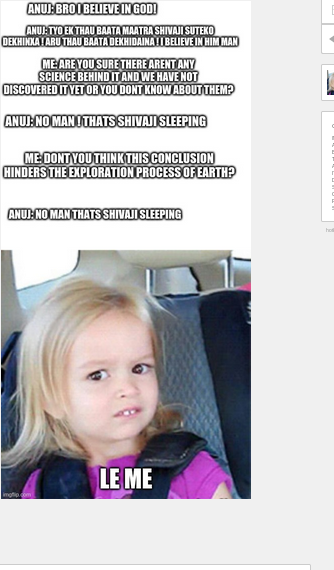 ANUJ: BRO I BELIEVE IN GOD!
ANUJ: TYO EK THAU BAATA MAATRA SHIVAJI SUTEKO
DEKHINXA ! ARU THAU BAATA DEKHIDAINA ! I BELIEVE IN HIM MAN
ME: ARE YOU SURE THERE ARENT ANY
SCIENCE BEHIND IT AND WE HAVE NOT
DISCOVERED IT YET OR YOU DONT KNOW ABOUT THEM?
ANUJ: NO MAN ! THATS SHIVAJI SLEEPING
ME: DONT YOU THINK THIS CONCLUSION
HINDERS THE EXPLORATION PROCESS OF EARTH?
ANUJ: NO MAN THATS SHIVAJI SLEEPING
LE ME
imgflip.com